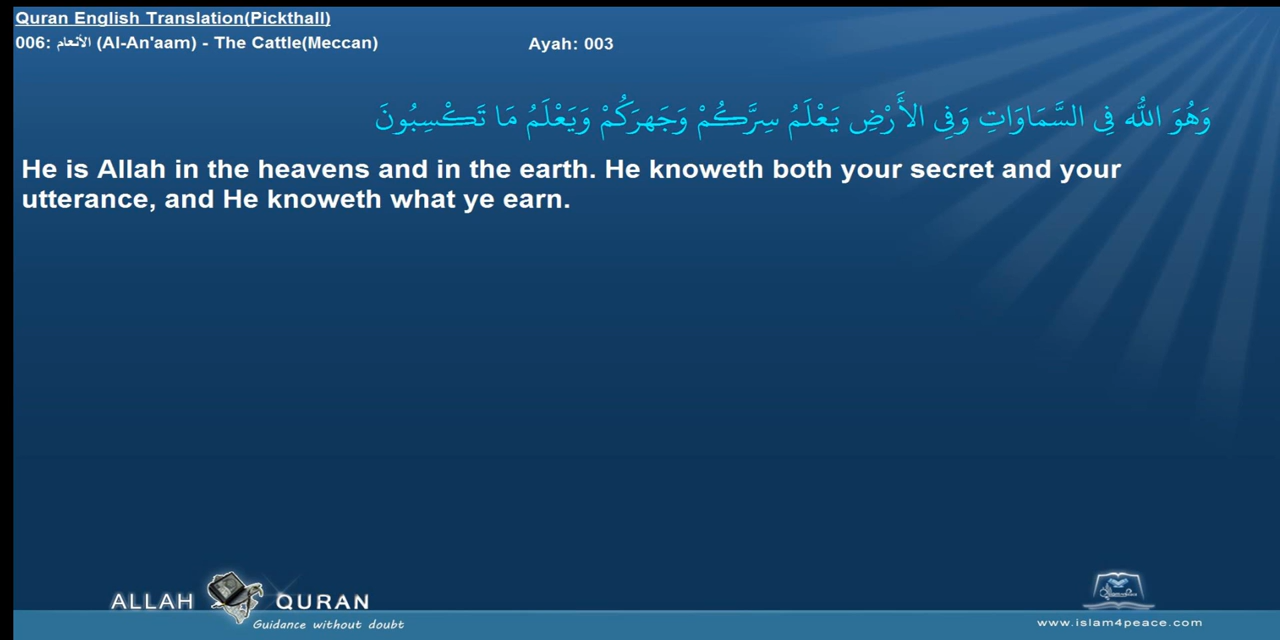 Quran English Translation(Pickthall)
006: الأنعام (Al-An'aam) - The Cattle(Meccan)
Ayah: 003
وَهُوَ اللَّهُ فِي السَّمَاوَاتِ وَفِي الْأَرْضِ يَعْلَمُ سِرَّكُمْ وَجَهرَكُمْ وَيَعْلَمُ مَا تَكْسِبُونَ
He is Allah in the heavens and in the earth. He knoweth both your secret and your
utterance, and He knoweth what ye earn.
ALLAH QURAN
Guidance without doubt
www.islam4peace.com